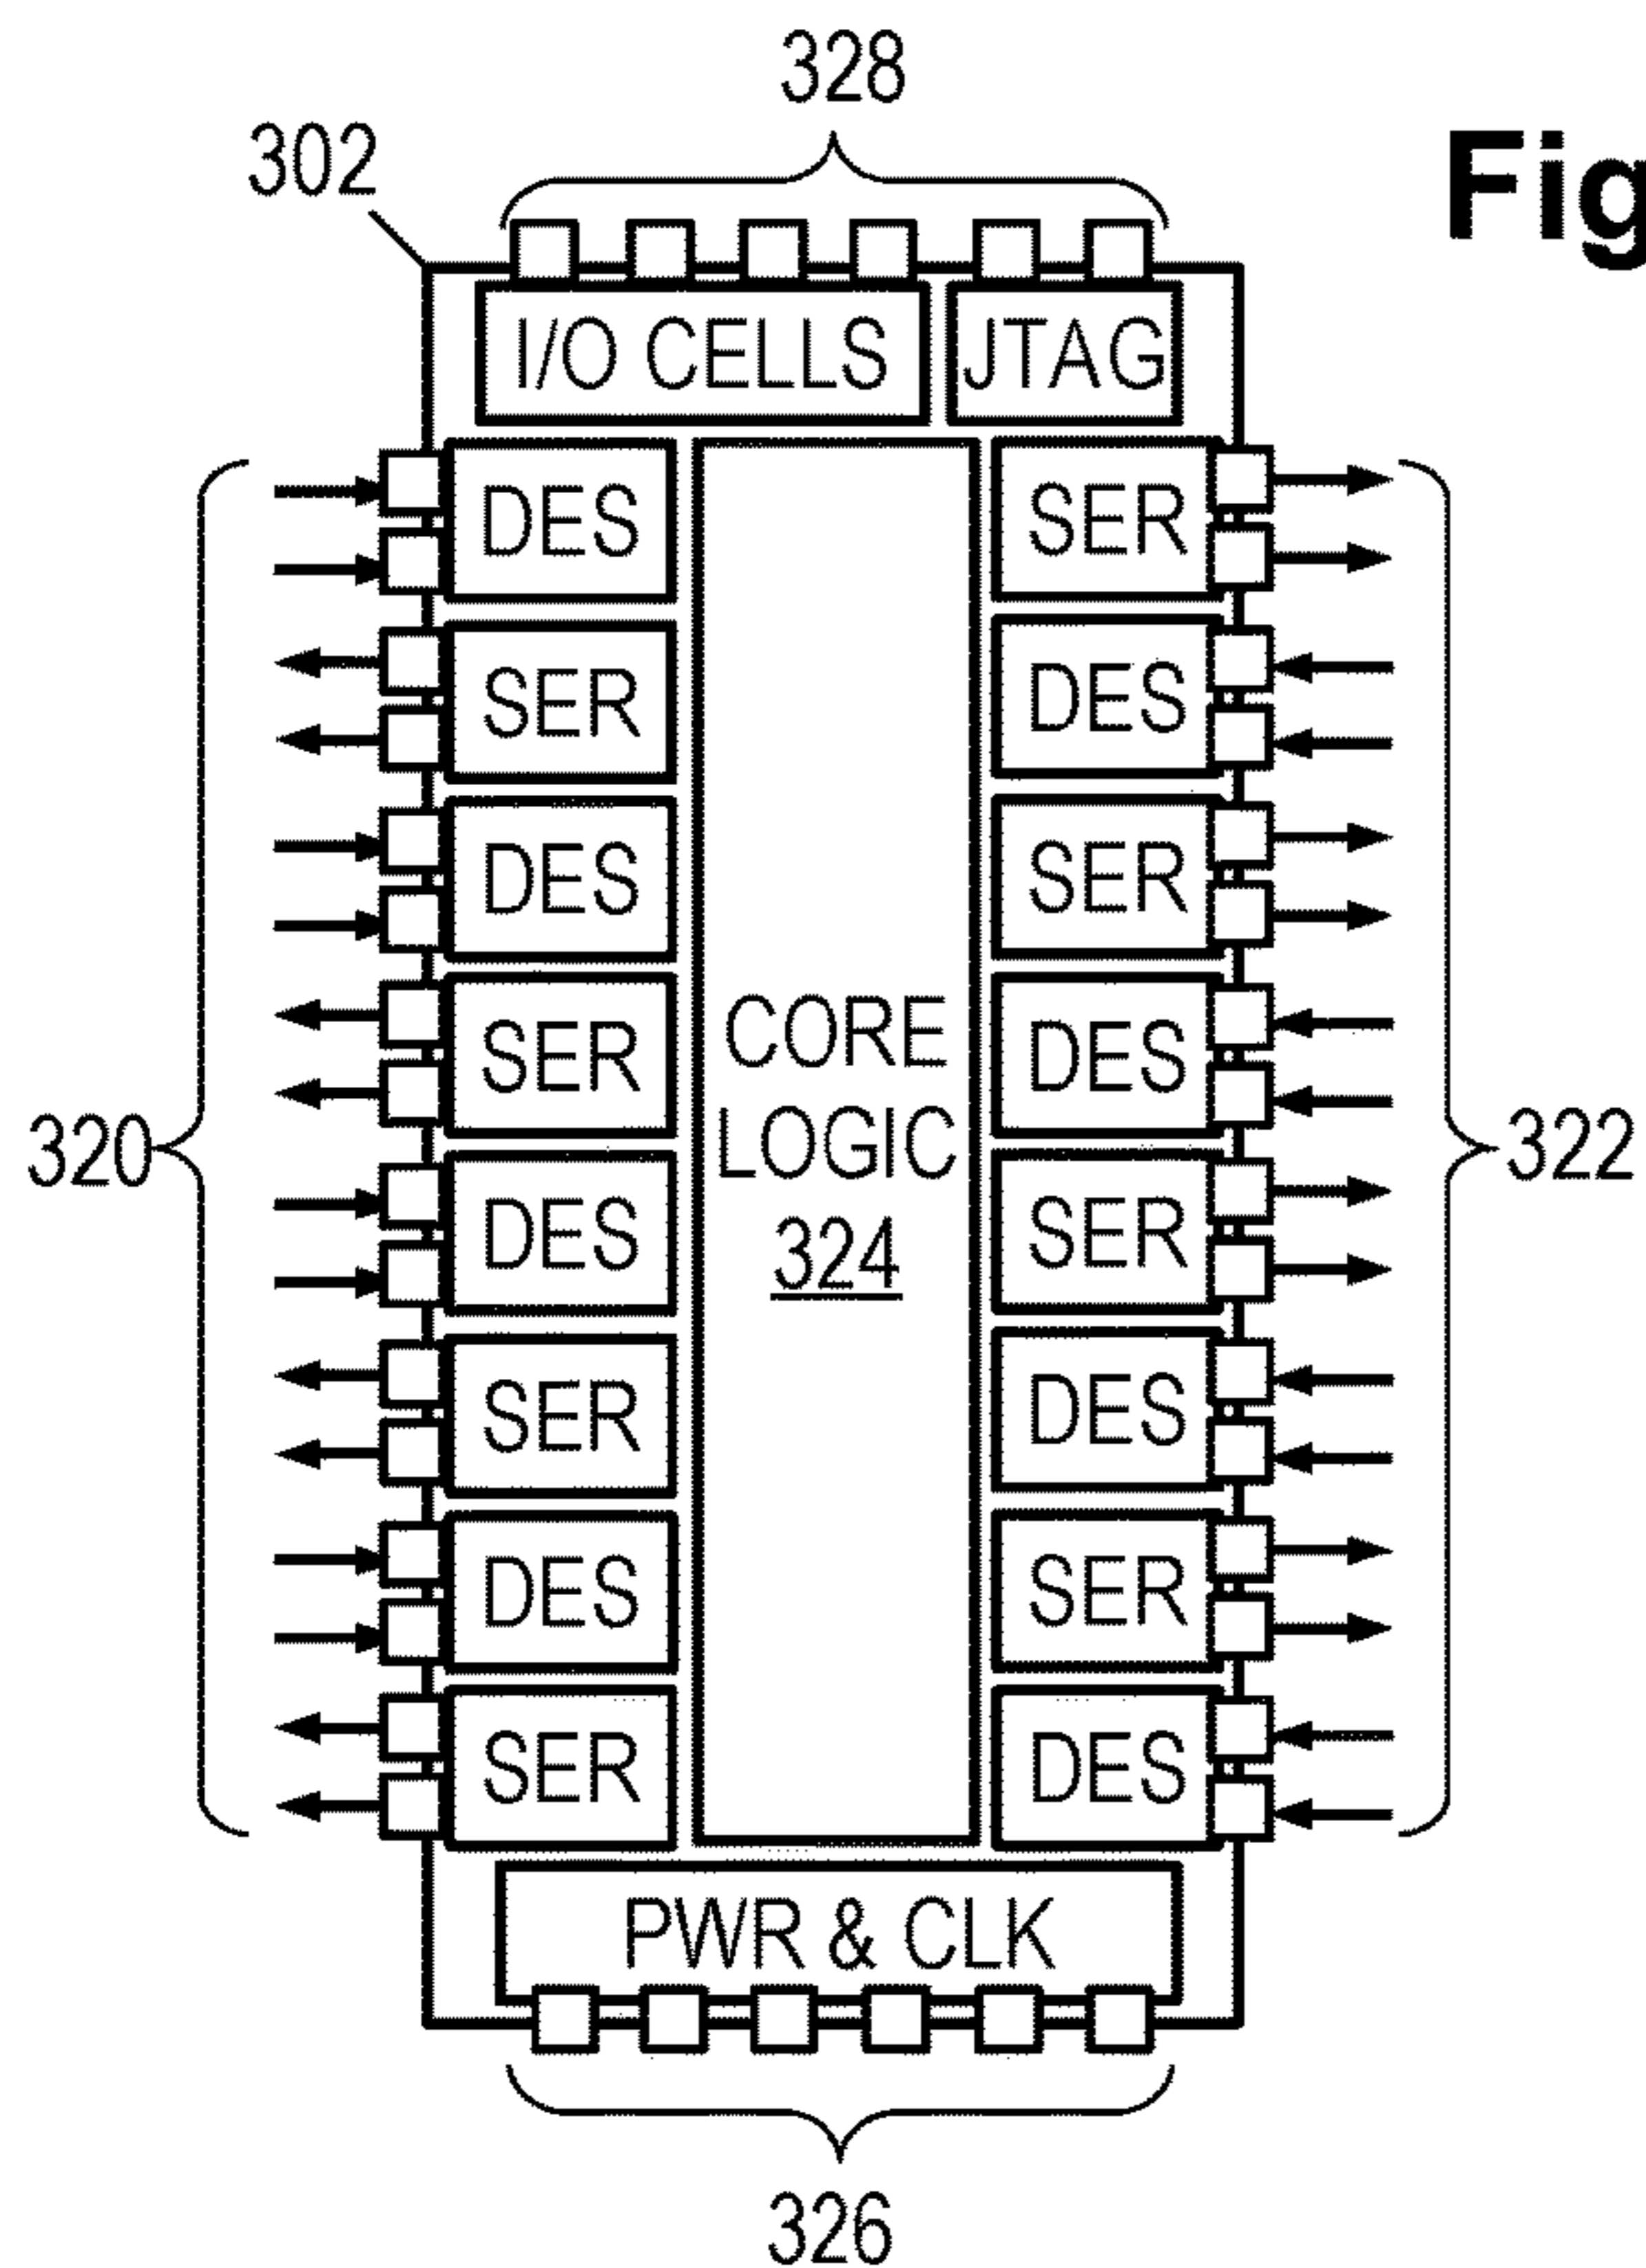 328
302
Fig
I/O CELLS JTAG
DES SER
SER DES
DES SER
SER DES
CORE
LOGIC
324
320
322
DES SER
SER DES
DES SER
SER DES
PWR & CLK
326